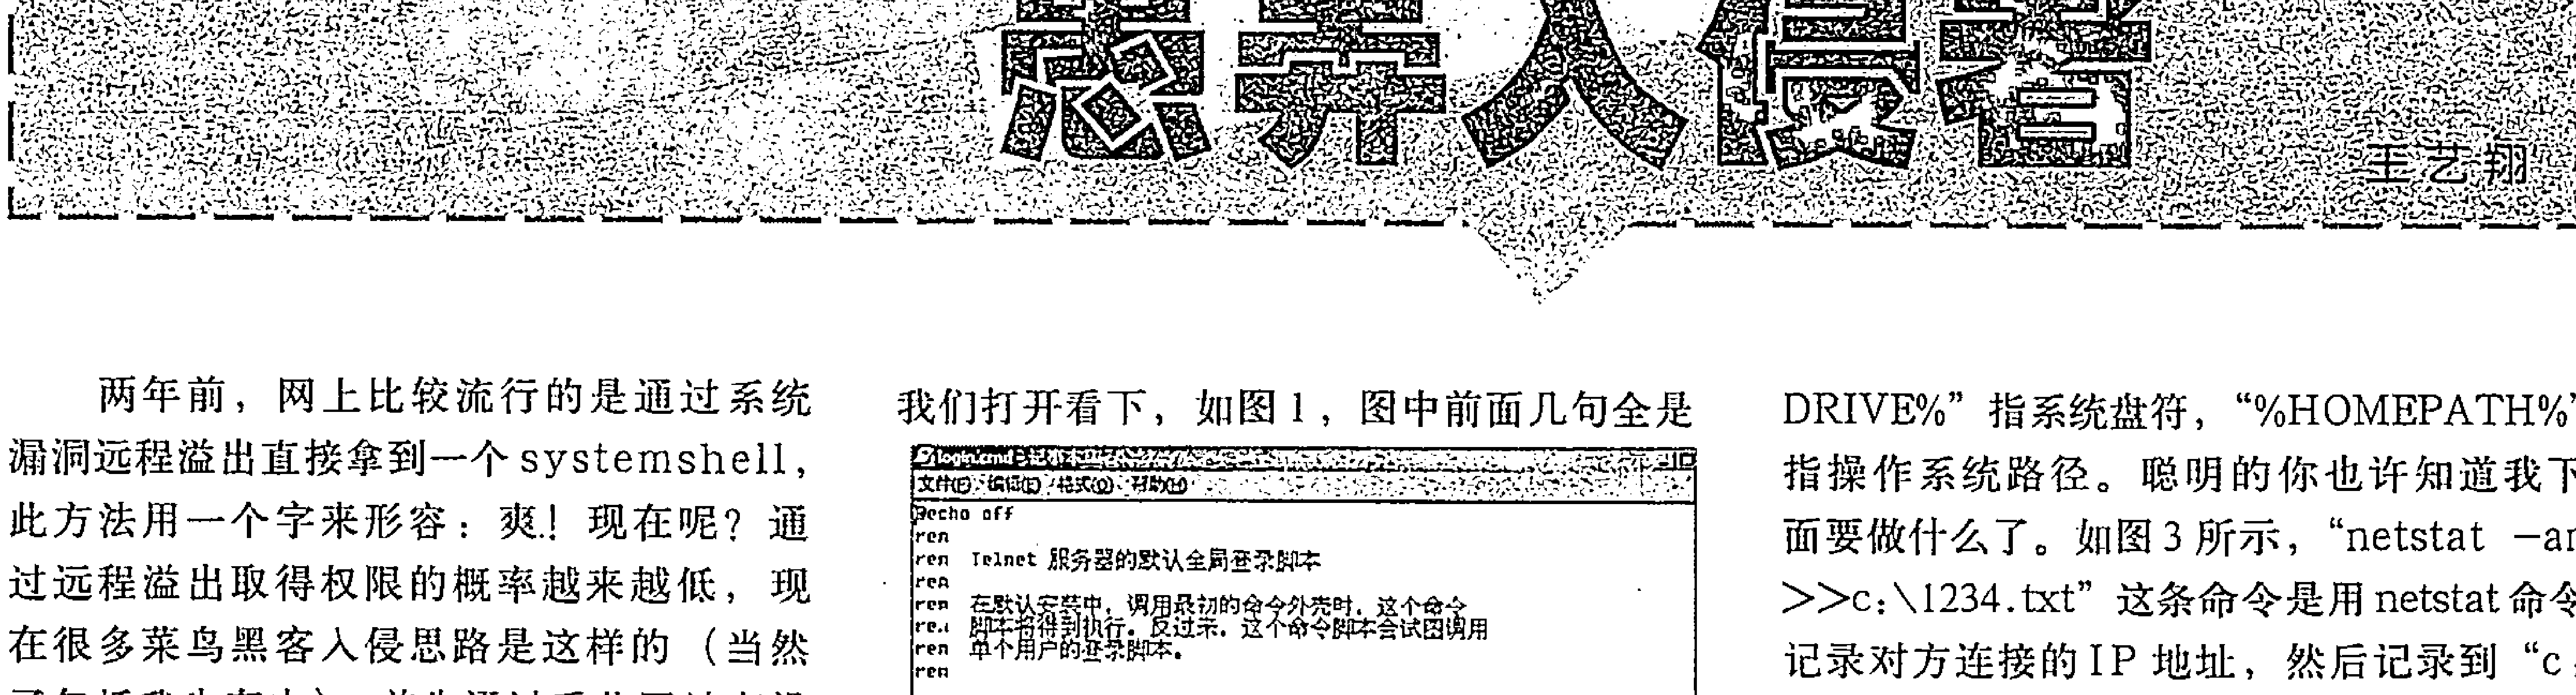 入侵者
王艺翔
两年前，网上比较流行的是通过系统
漏洞远程溢出直接拿到一个systemshell，
此方法用一个字来形容：爽！现在呢？通
过远程溢出取得权限的概率越来越低，现
在很多菜鸟黑客入侵思路是这样的（当然
我们打开看下，如图1，图中前面几句全是
login.cmd
文件(F) 编辑(E) 格式(O) 帮助(H)
@echo off
rem
rem Telnet 服务器的默认全局登录脚本
rem
rem 在默认安装中，调用最初的命令外壳时，这个命令
rem 脚本将得到执行。反过来，这个命令脚本会试图调用
rem 单个用户的登录脚本。
rem
DRIVE%”指系统盘符，“%HOMEPATH%”
指操作系统路径。聪明的你也许知道我下
面要做什么了。如图3所示，“netstat -an
>>c:\1234.txt”这条命令是用netstat命令
记录对方连接的IP 地址，然后记录到“c: